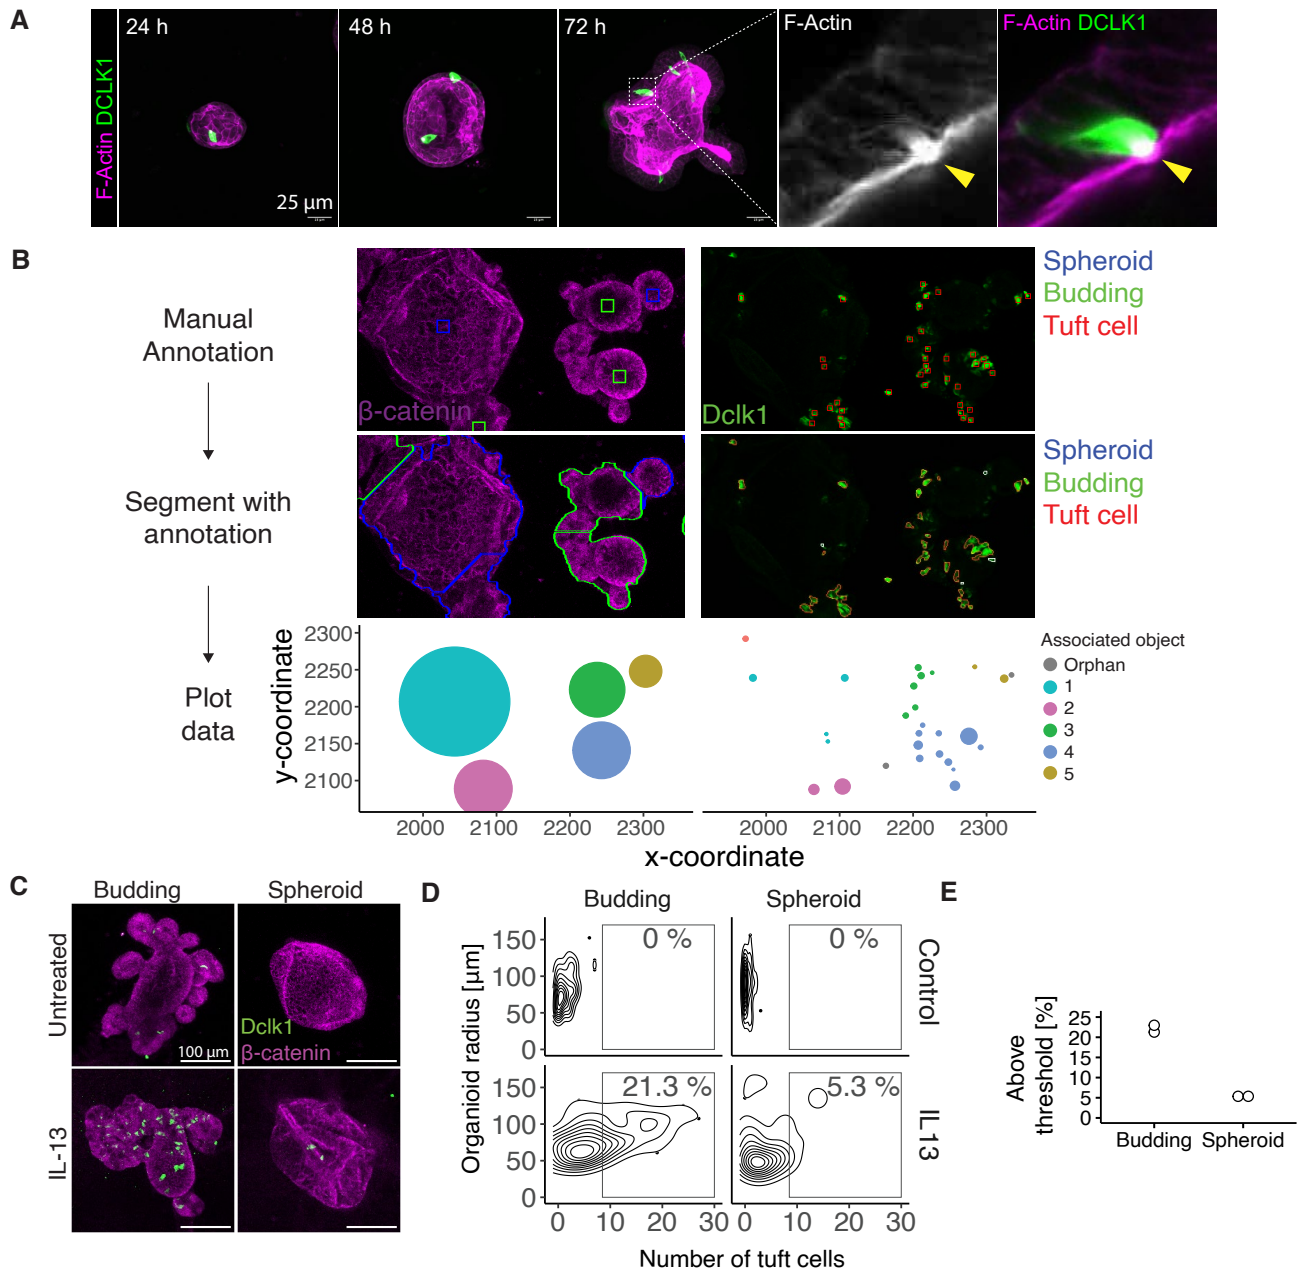 A
F-Actin DCLK1
24 h
48 h
72 h
F-Actin
F-Actin DCLK1
25 µm
B
Manual
Annotation
Segment with
annotation
Plot
data
β-catenin
Dclk1
Spheroid
Budding
Tuft cell
Spheroid
Budding
Tuft cell
y-coordinate
2300
2250
2200
2150
2100
2000
2100
2200
2300
2000
2100
2200
2300
x-coordinate
Associated object
Orphan
1
2
3
4
5
C
Budding
Spheroid
Untreated
IL-13
Dclk1
β-catenin
100 µm
D
Budding
Spheroid
Organioid radius [µm]
150
100
50
0
150
100
50
0
0 %
0 %
21.3 %
5.3 %
Control
IL13
0 10 20 30
0 10 20 30
Number of tuft cells
E
Above
threshold [%]
25
20
15
10
5
0
Budding
Spheroid